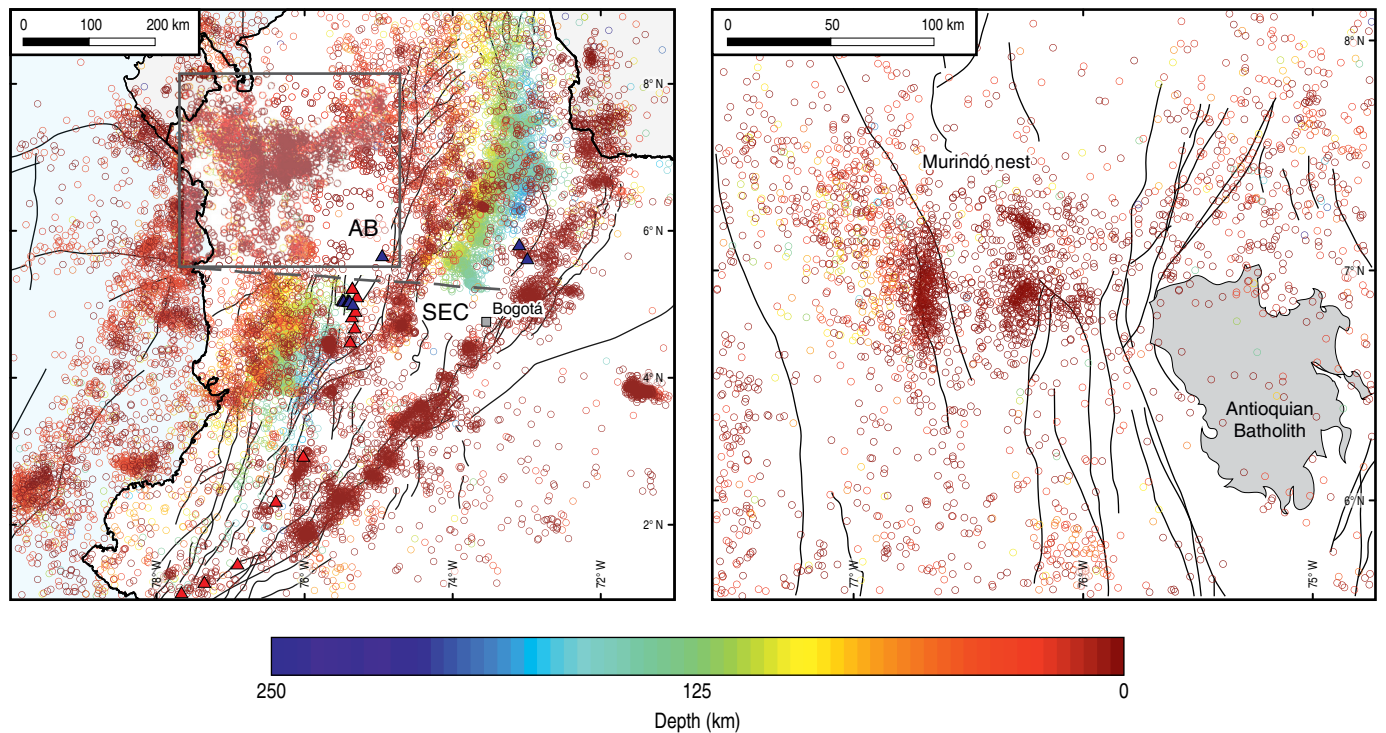 0 100 200 km
8° N
6° N
AB
SEC
Bogotá
4° N
2° N
78° W
76° W
74° W
72° W
0 50 100 km
8° N
Murindó nest
7° N
Antioquian
Batholith
6° N
77° W
76° W
75° W
250 125 0
Depth (km)